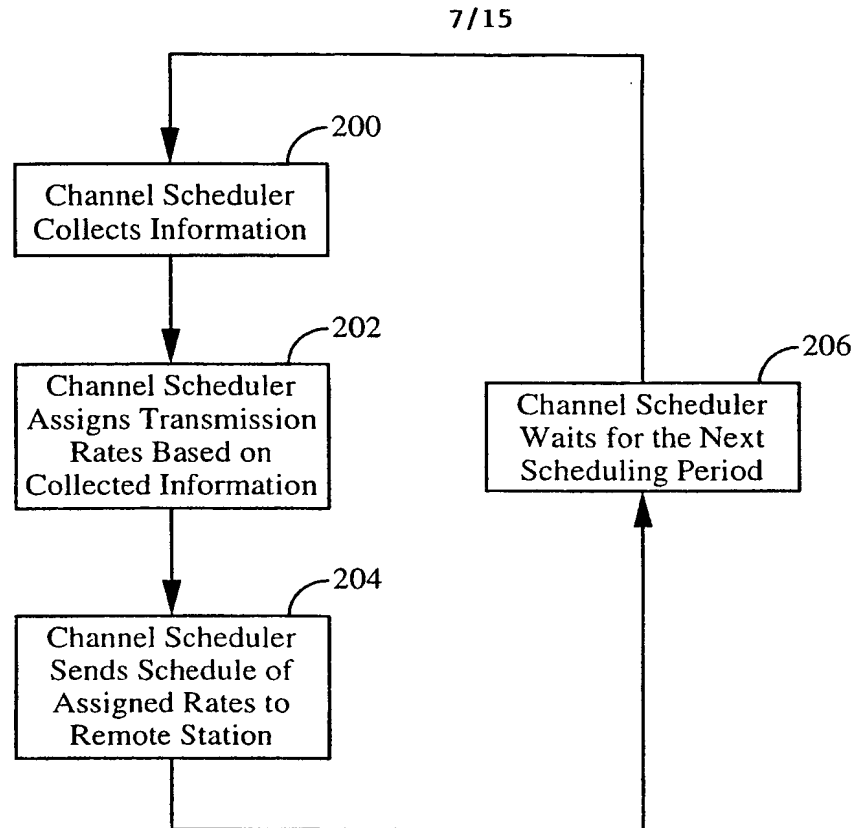 7/15
200
Channel Scheduler
Collects Information
202
Channel Scheduler
Assigns Transmission
Rates Based on
Collected Information
206
Channel Scheduler
Waits for the Next
Scheduling Period
204
Channel Scheduler
Sends Schedule of
Assigned Rates to
Remote Station